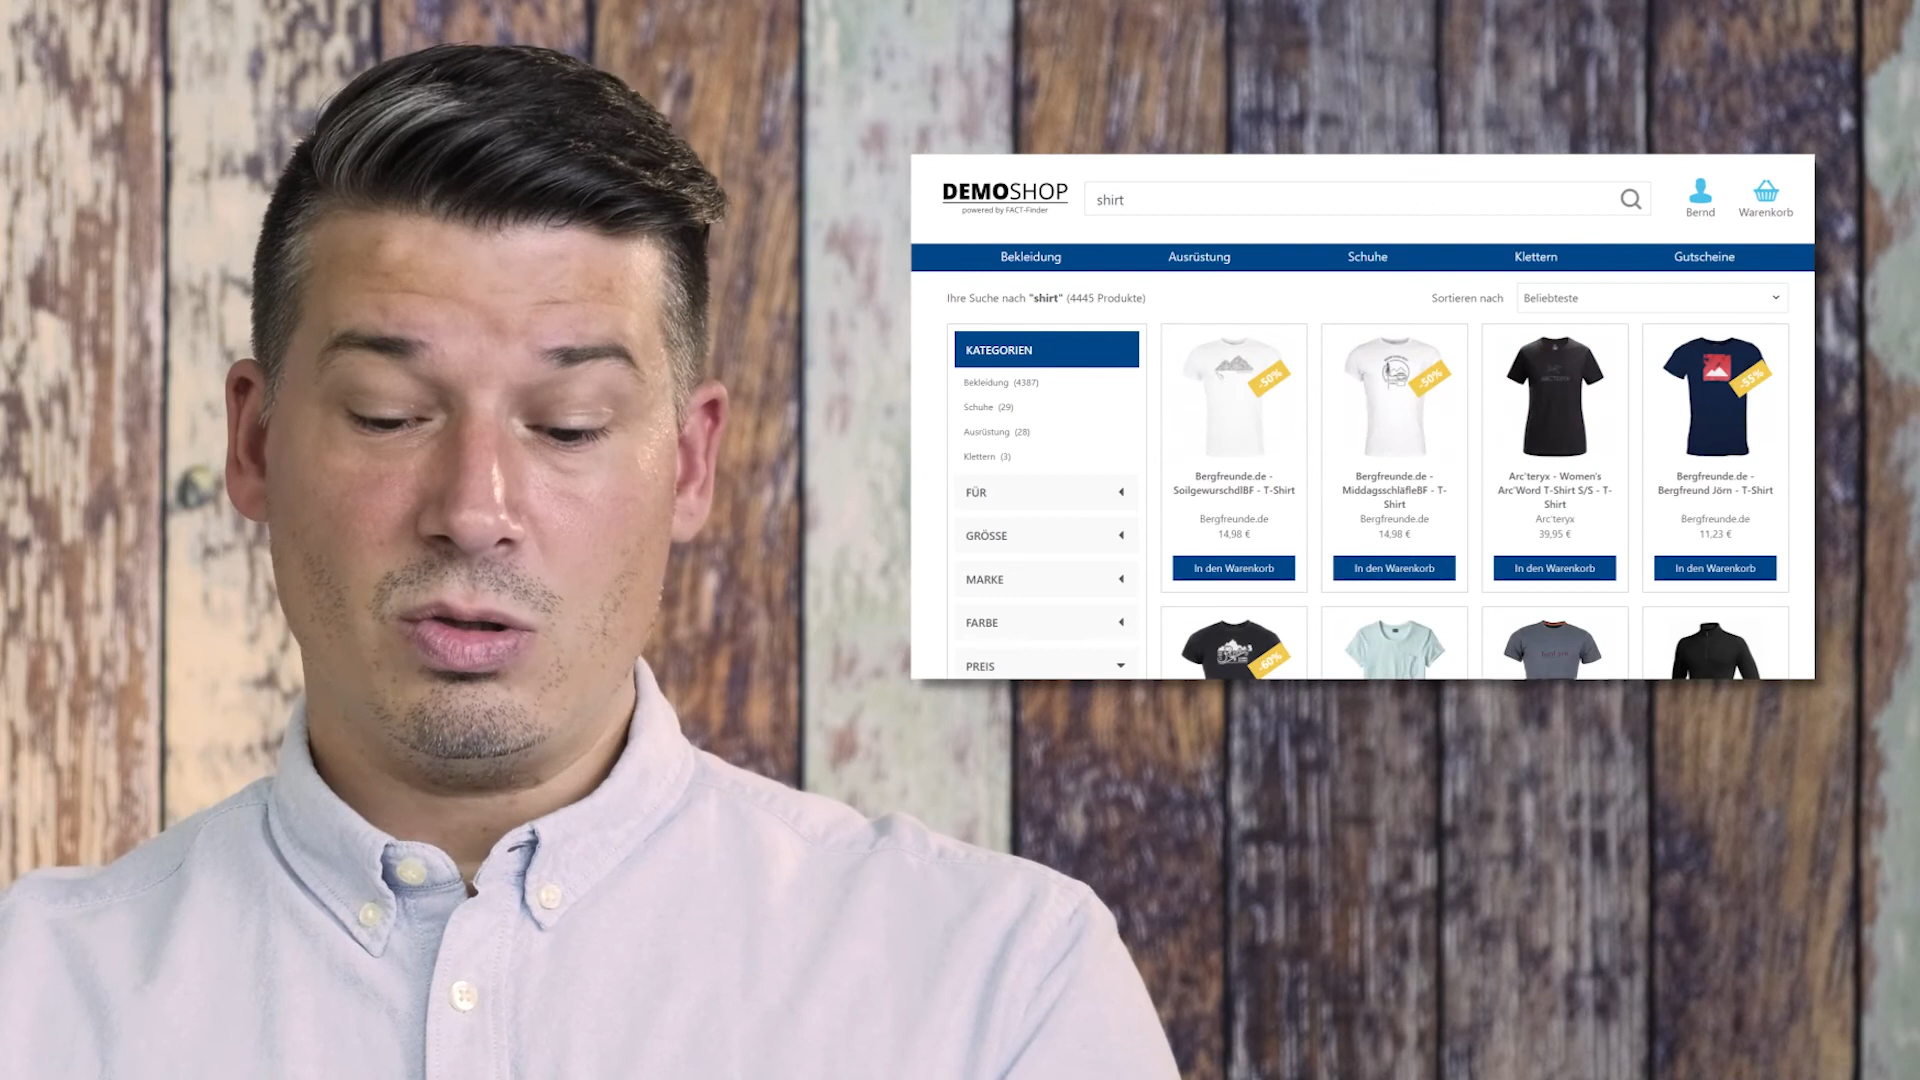 DEMOSHOP
powered by FACT-Finder
shirt
Bernd
Warenkorb
Bekleidung
Ausrüstung
Schuhe
Klettern
Gutscheine
Ihre Suche nach "shirt" (4445 Produkte)
Sortieren nach
Beliebteste
KATEGORIEN
Bekleidung (4387)
Schuhe (29)
Ausrüstung (28)
Klettern (3)
FÜR
GRÖSSE
MARKE
FARBE
PREIS
-50%
Bergfreunde.de -
SoilgewurschdlBF - T-Shirt
Bergfreunde.de
14,98 €
In den Warenkorb
-50%
Bergfreunde.de -
MiddagsschläfleBF - T-
Shirt
Bergfreunde.de
14,98 €
In den Warenkorb
Arc'teryx - Women's
Arc'Word T-Shirt S/S - T-
Shirt
Arc'teryx
39,95 €
In den Warenkorb
-55%
Bergfreunde.de -
Bergfreund Jörn - T-Shirt
Bergfreunde.de
11,23 €
In den Warenkorb
-60%